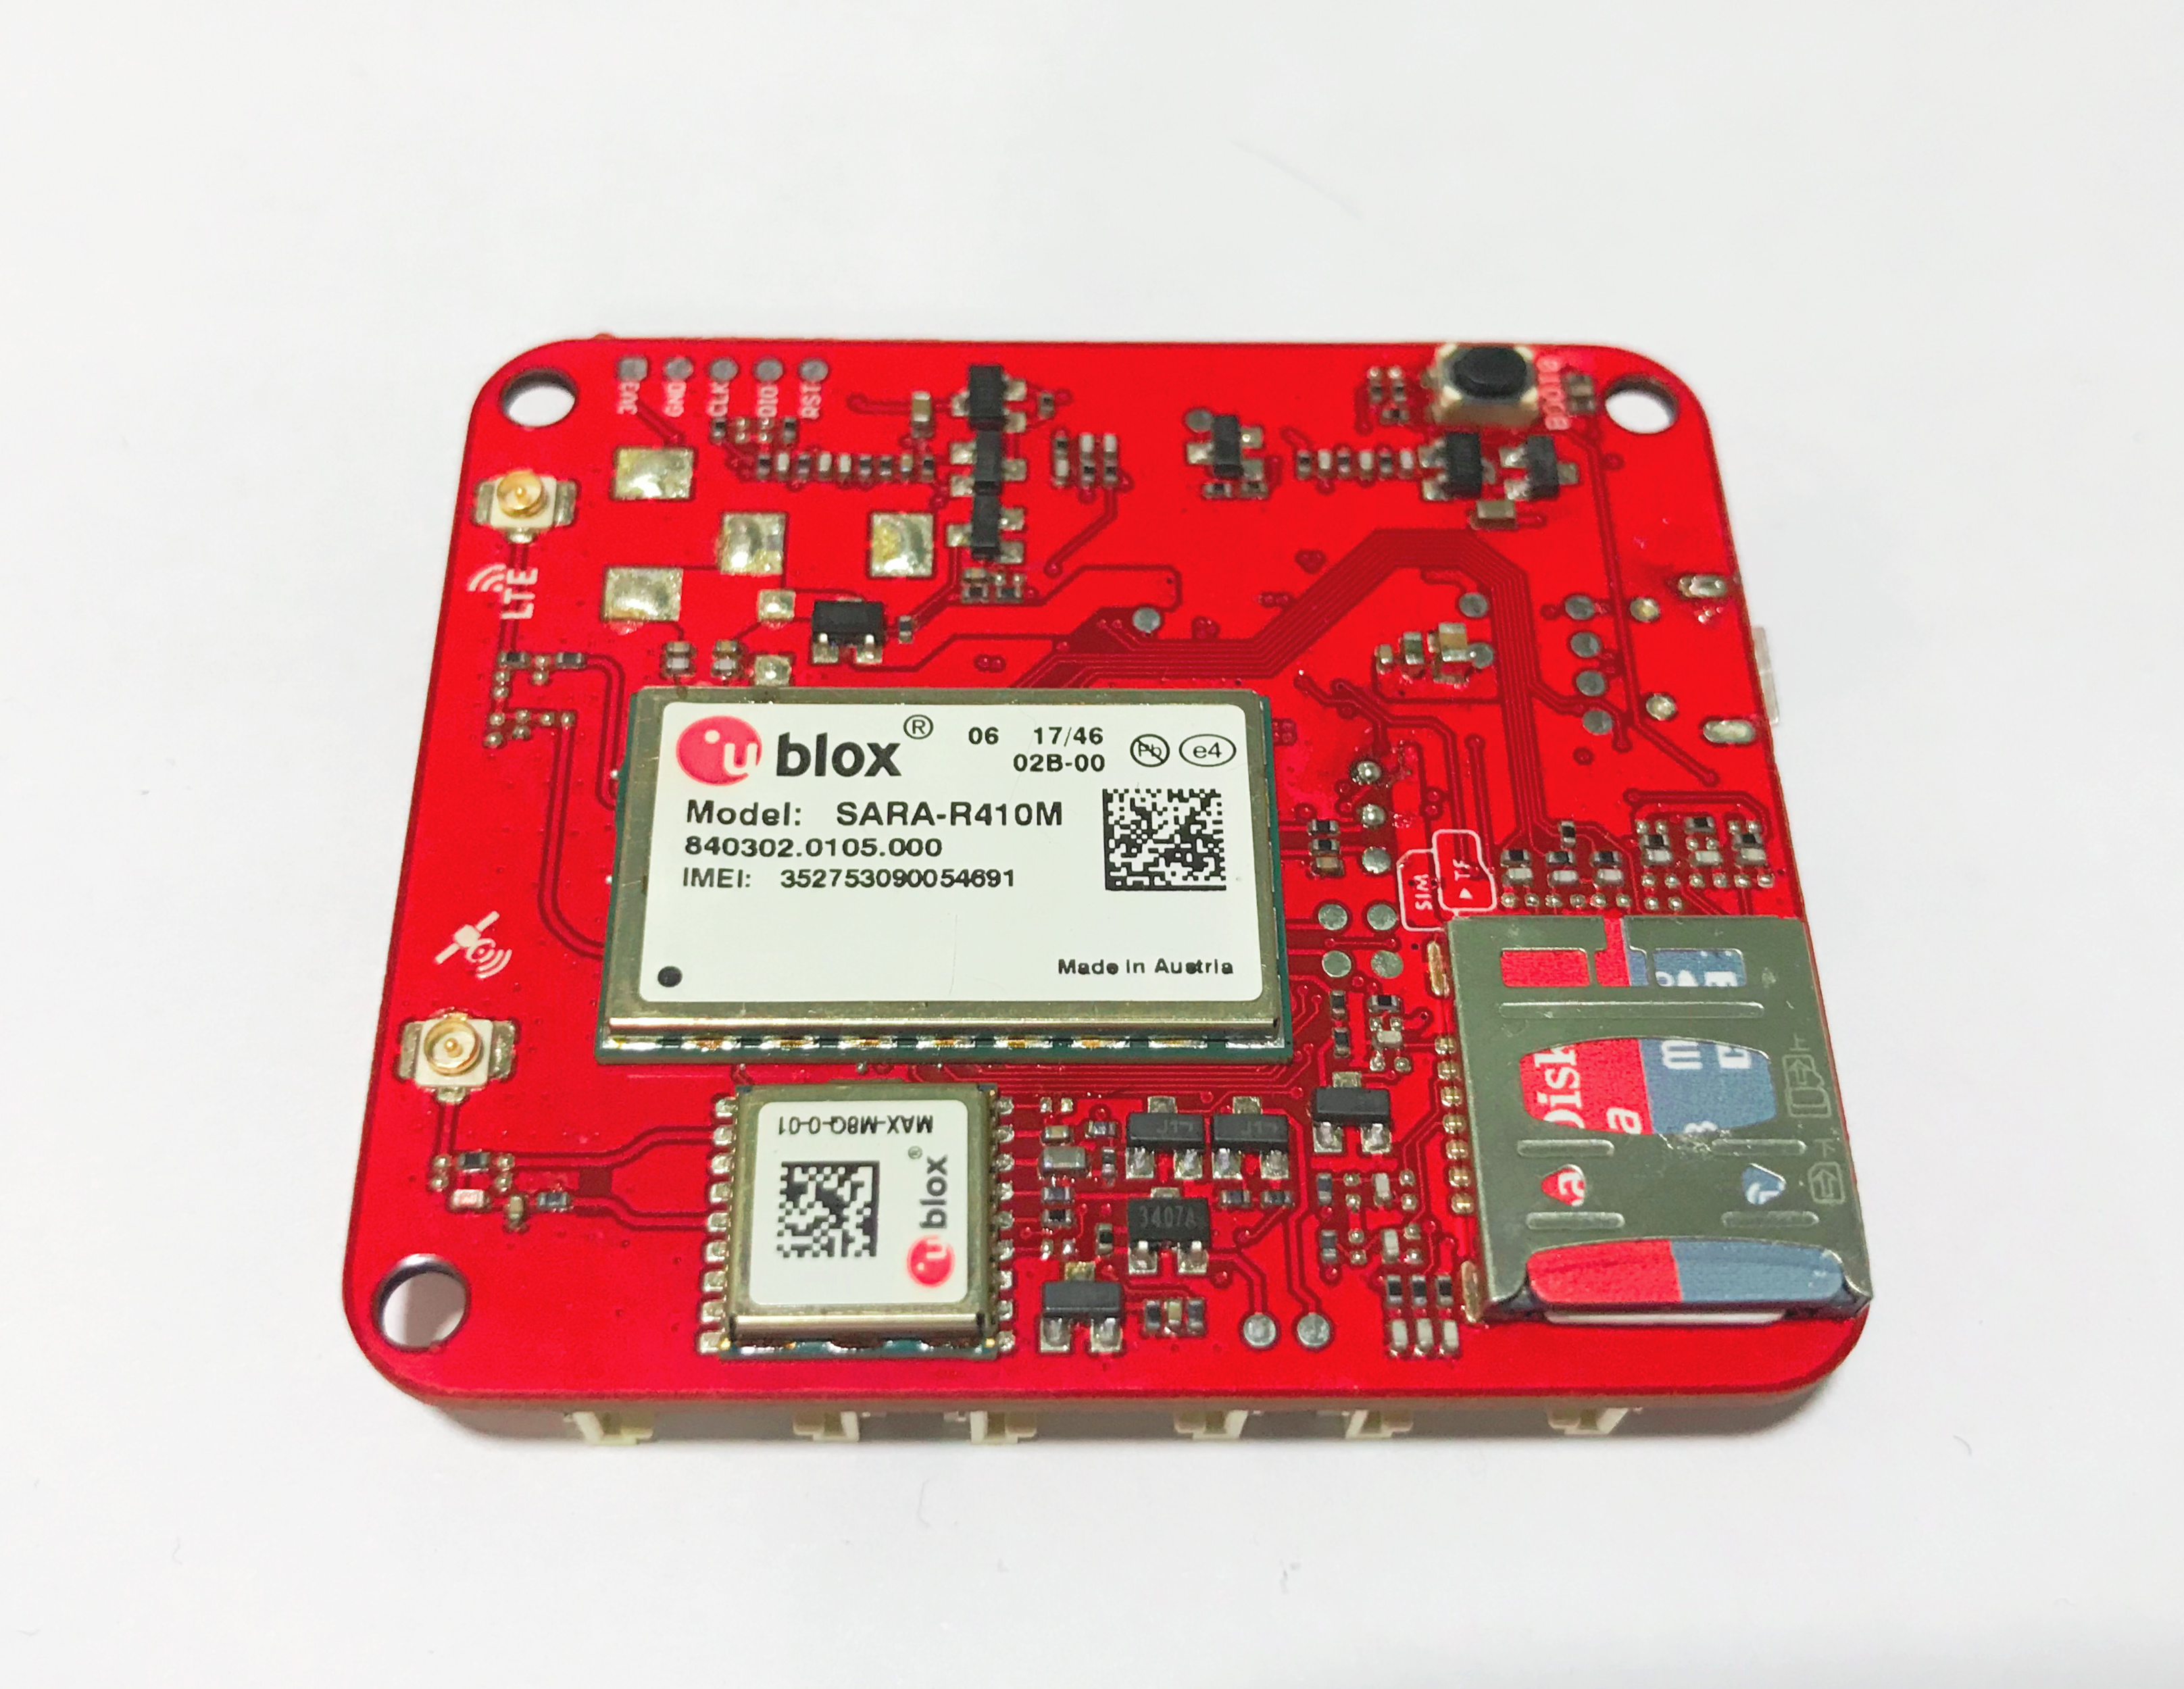 3V3 GND CLK DIO RST
BOOT0
LTE
u blox® 06 17/46
02B-00
Pb e4
Model: SARA-R410M
840302.0105.000
IMEI: 352753090054691
Made in Austria
SIM
TF
MAX-M8Q-0-01
u blox®
3407A
Disk
a
m
a